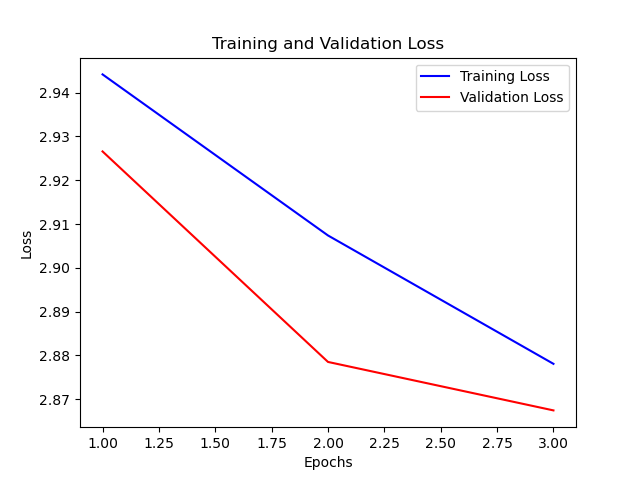 Training and Validation Loss
Training Loss
Validation Loss
2.94
2.93
2.92
2.91
2.90
2.89
2.88
2.87
Loss
1.00 1.25 1.50 1.75 2.00 2.25 2.50 2.75 3.00
Epochs